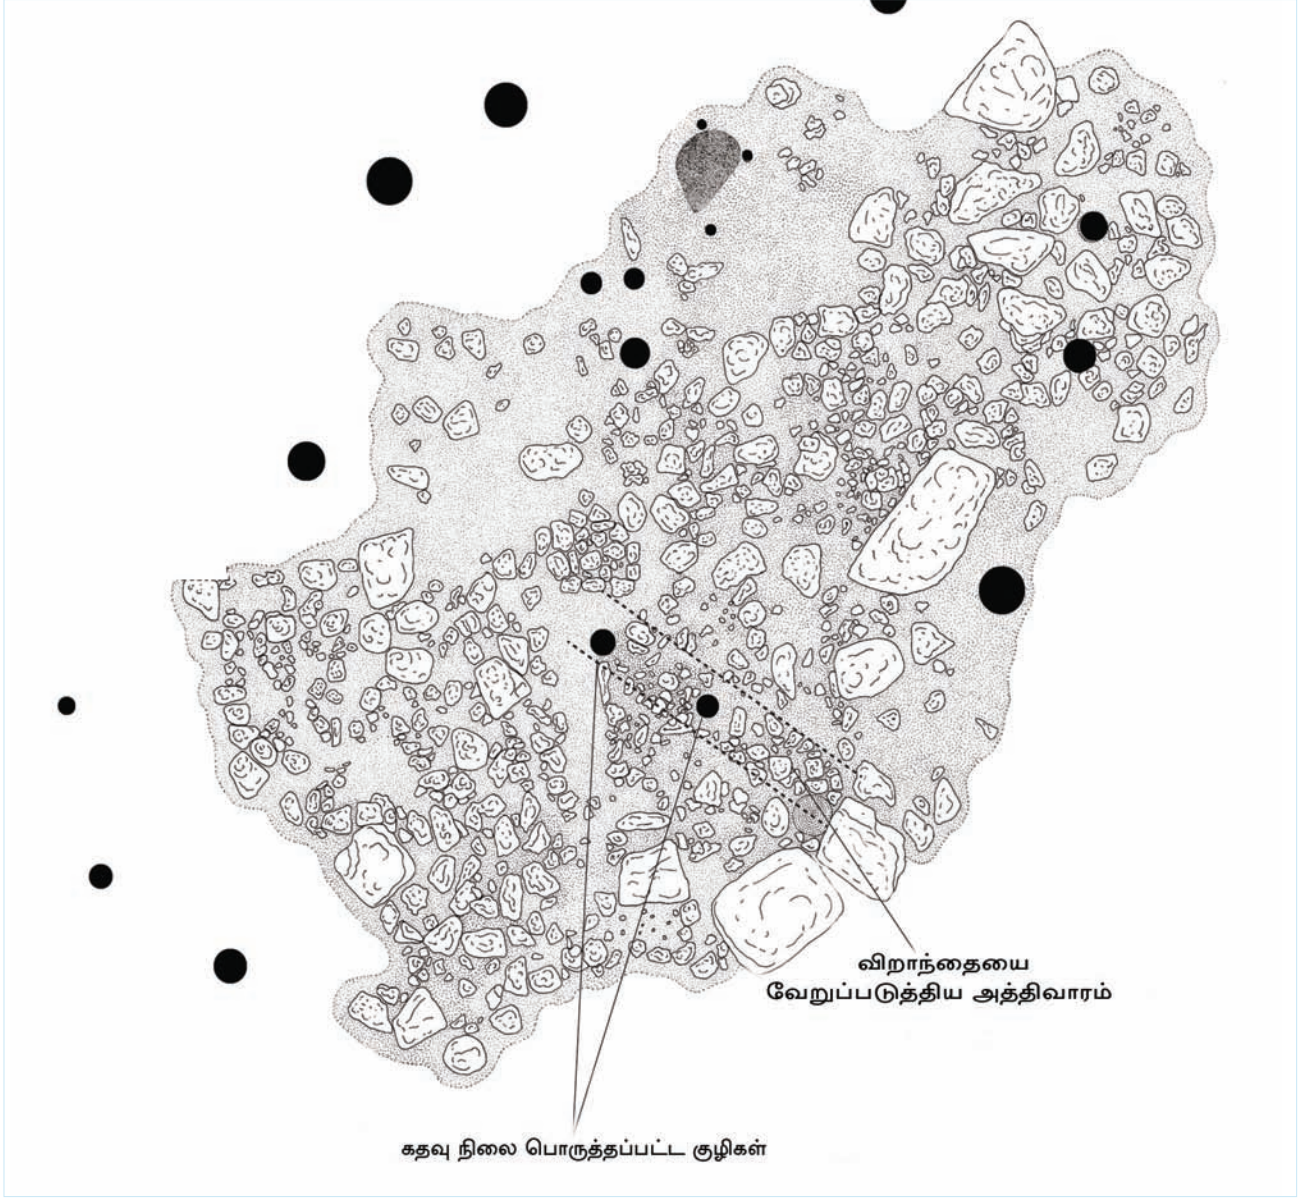 விறாந்தையை
வேறுப்படுத்திய அத்திவாரம்
கதவு நிலை பொருத்தப்பட்ட குழிகள்